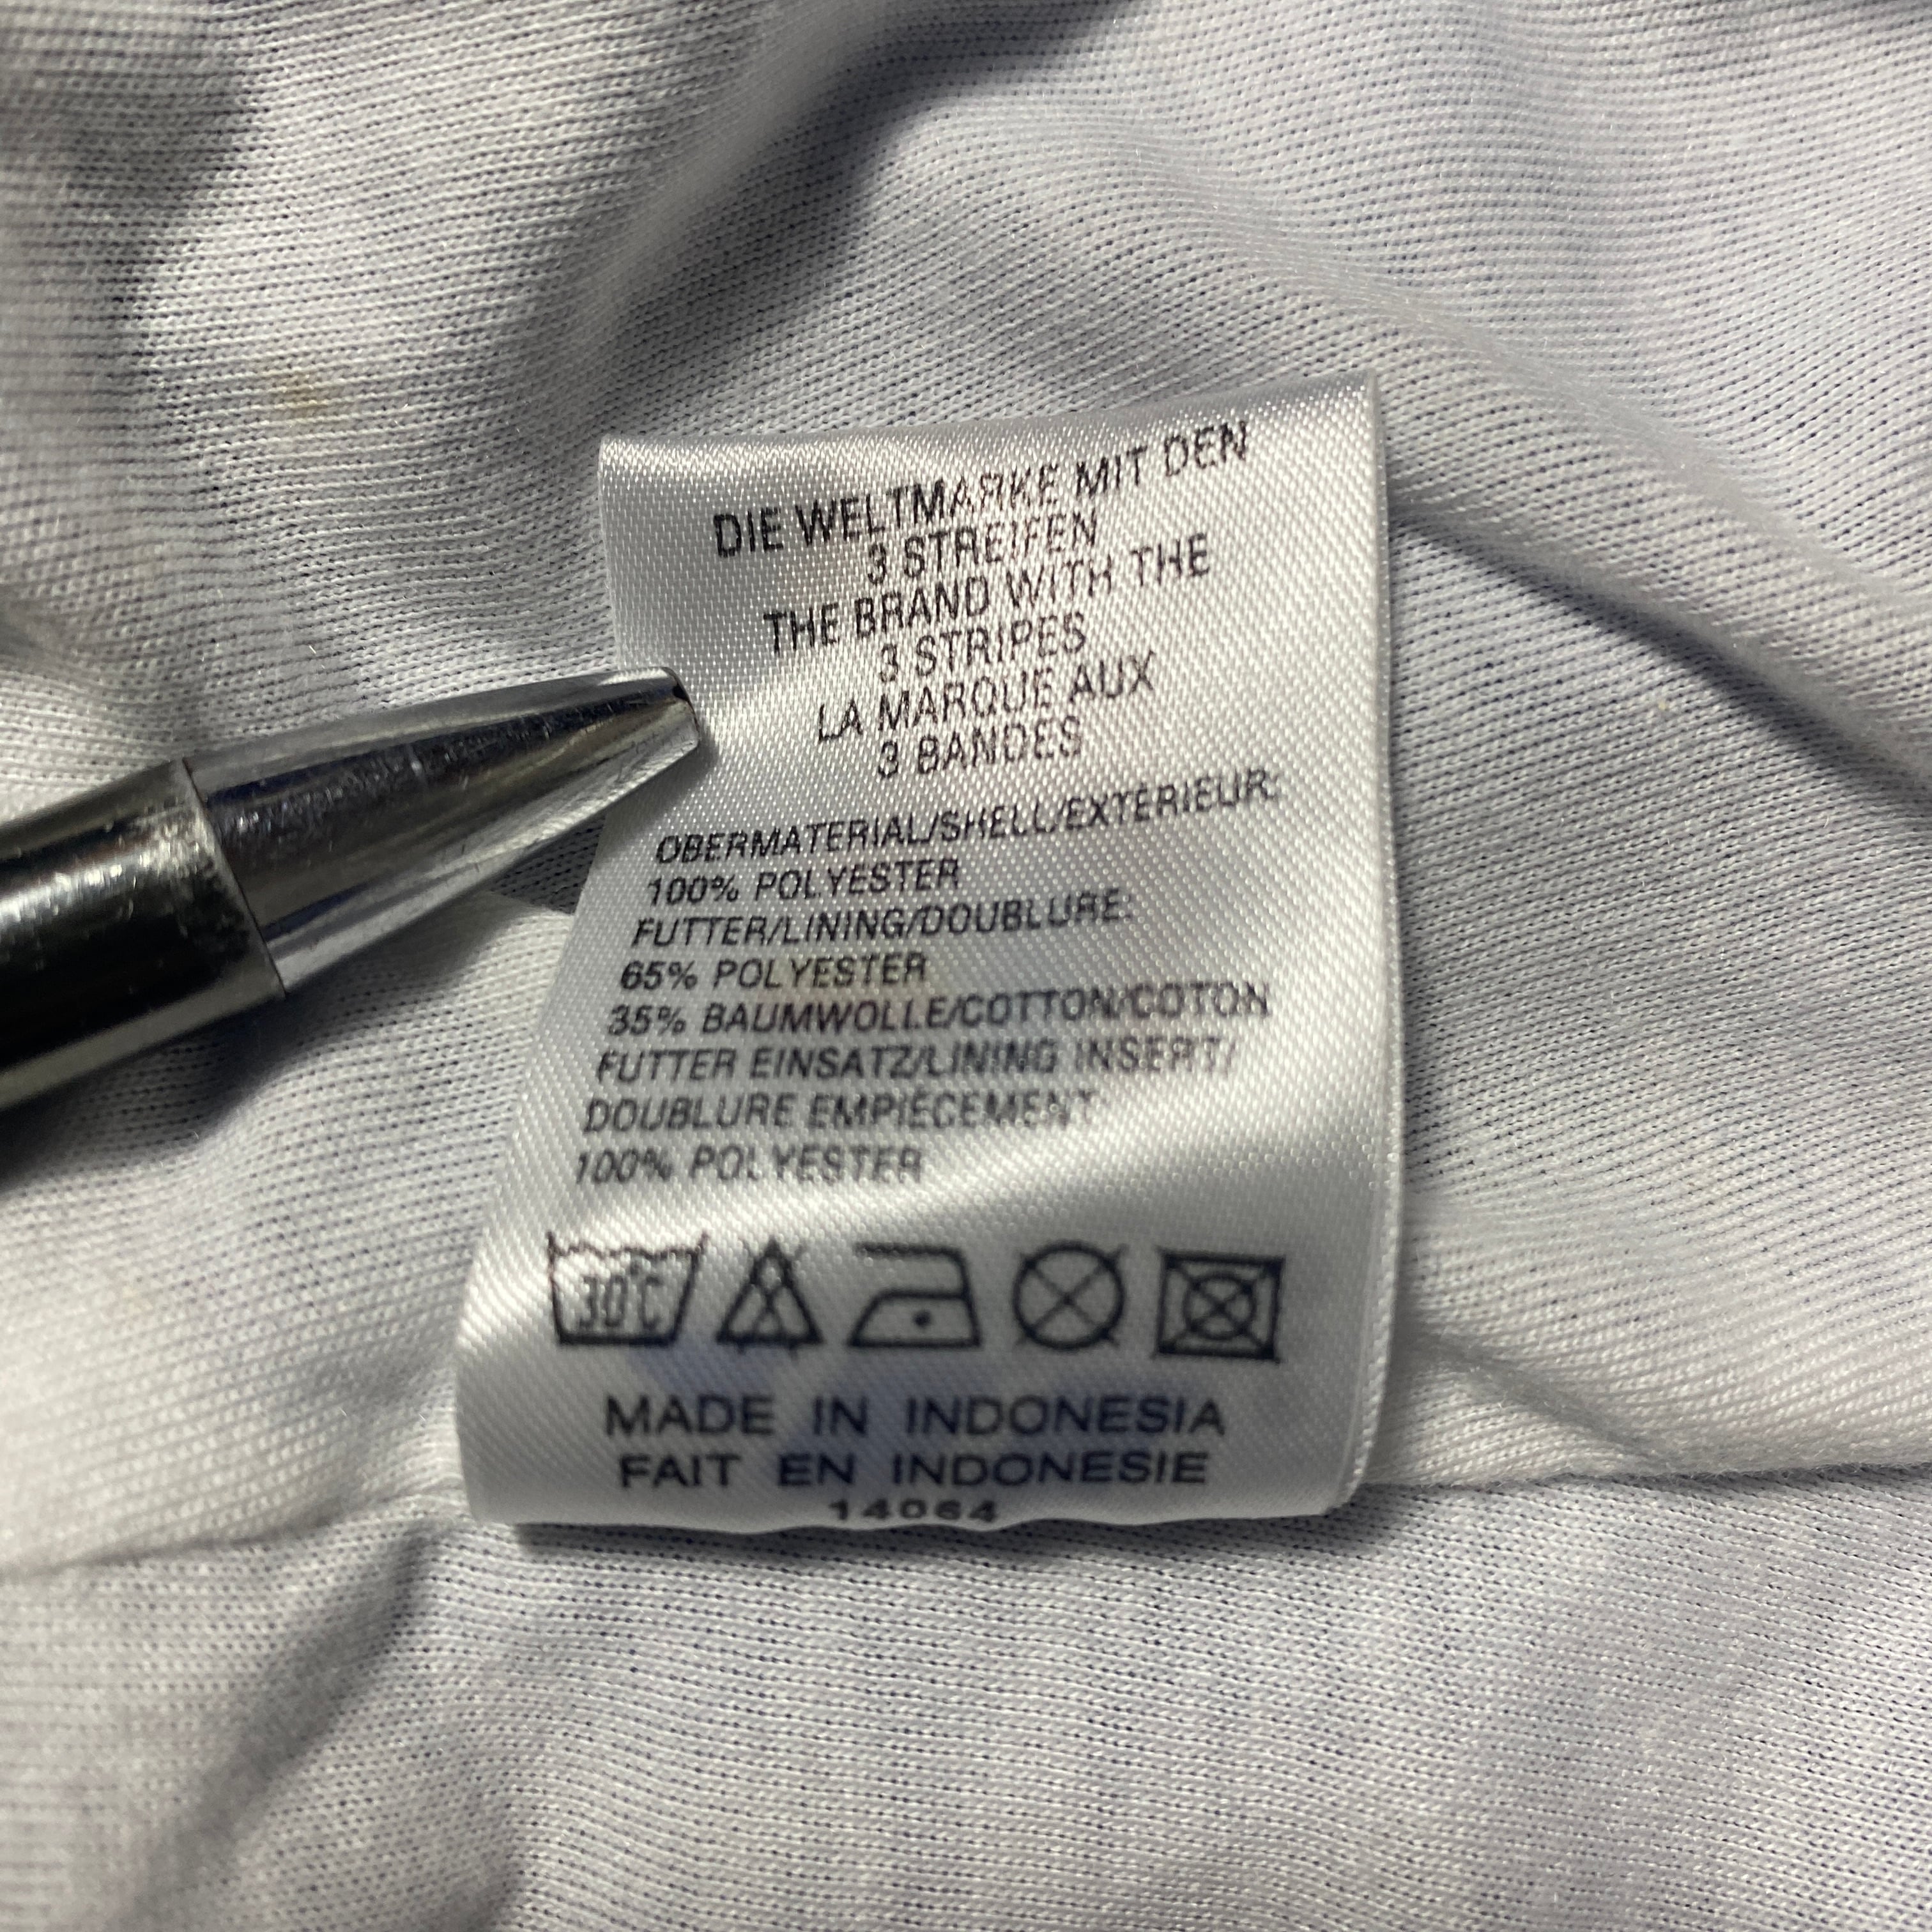 DIE WELTMARKE MIT DEN
3 STREIFEN
THE BRAND WITH THE
3 STRIPES
LA MARQUE AUX
3 BANDES
OBERMATERIAL/SHELL/EXTÉRIEUR:
100% POLYESTER
FUTTER/LINING/DOUBLURE:
65% POLYESTER
35% BAUMWOLLE/COTTON/COTON
FUTTER EINSATZ/LINING INSERT/
DOUBLURE EMPIÉCEMENT
100% POLYESTER
30°C
MADE IN INDONESIA
FAIT EN INDONESIE
14064